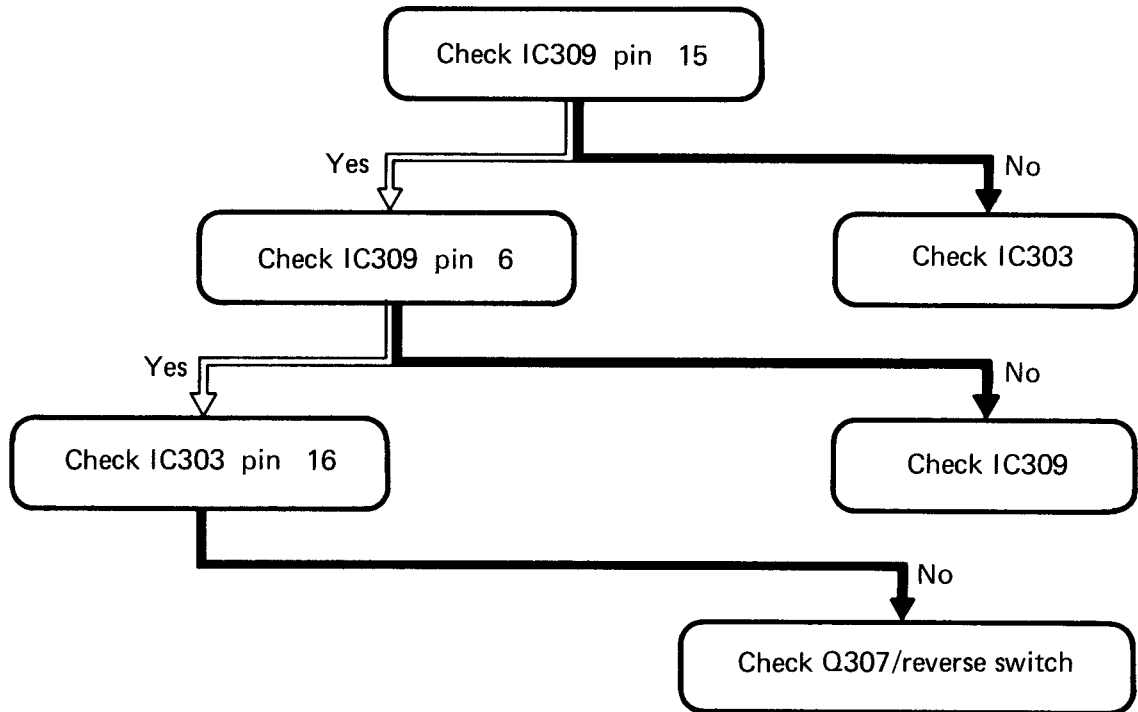 Check IC309 pin 15
Yes
No
Check IC309 pin 6
Check IC303
Yes
No
Check IC303 pin 16
Check IC309
No
Check Q307/reverse switch